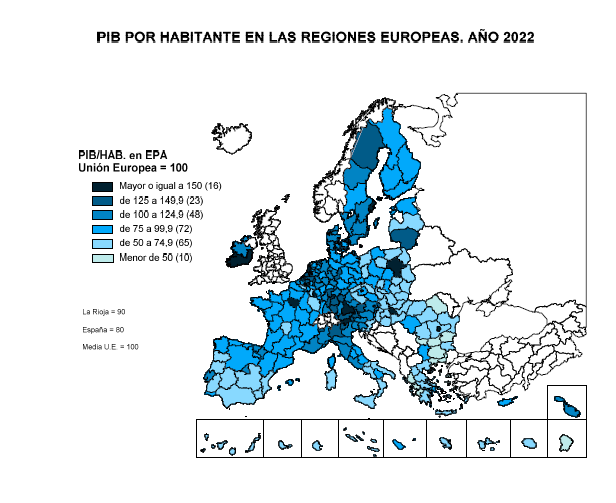 PIB POR HABITANTE EN LAS REGIONES EUROPEAS. AÑO 2022
PIB/HAB. en EPA
Unión Europea = 100
Mayor o igual a 150 (16)
de 125 a 149,9 (23)
de 100 a 124,9 (48)
de 75 a 99,9 (72)
de 50 a 74,9 (65)
Menor de 50 (10)
La Rioja = 90
España = 80
Media U.E. = 100